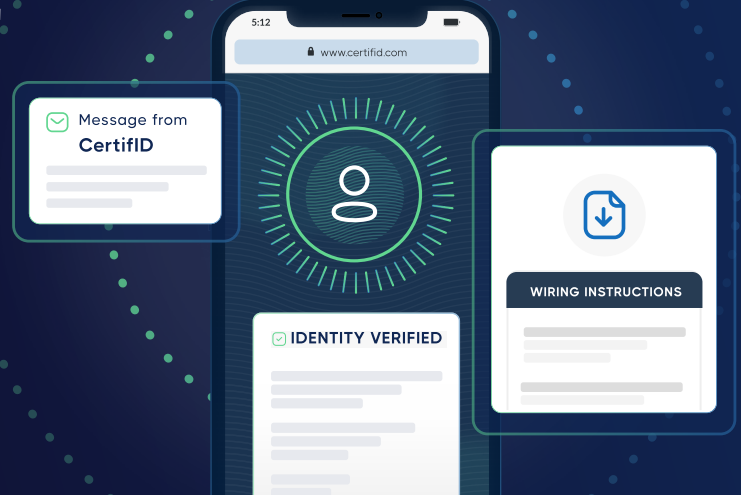 5:12
www.certifid.com
Message from
CertifID
IDENTITY VERIFIED
WIRING INSTRUCTIONS